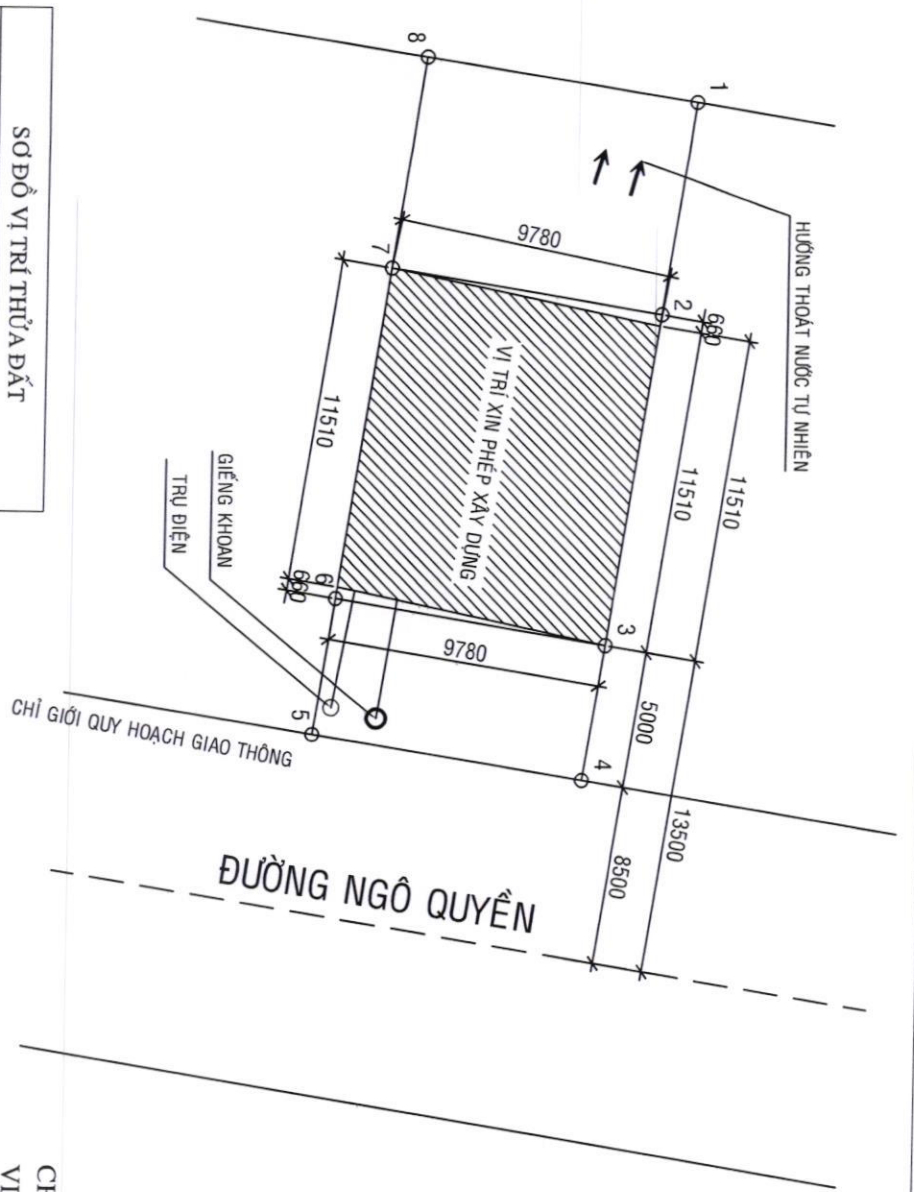 HƯỚNG THOÁT NƯỚC TỰ NHIÊN
1
8
2
7
3
6
4
5
9780
660
11510
11510
5000
13500
8500
VỊ TRÍ XIN PHÉP XÂY DỰNG
11510
660
9780
GIẾNG KHOAN
TRỤ ĐIỆN
CHỈ GIỚI QUY HOẠCH GIAO THÔNG
ĐƯỜNG NGÔ QUYỀN
SƠ ĐỒ VỊ TRÍ THỬA ĐẤT